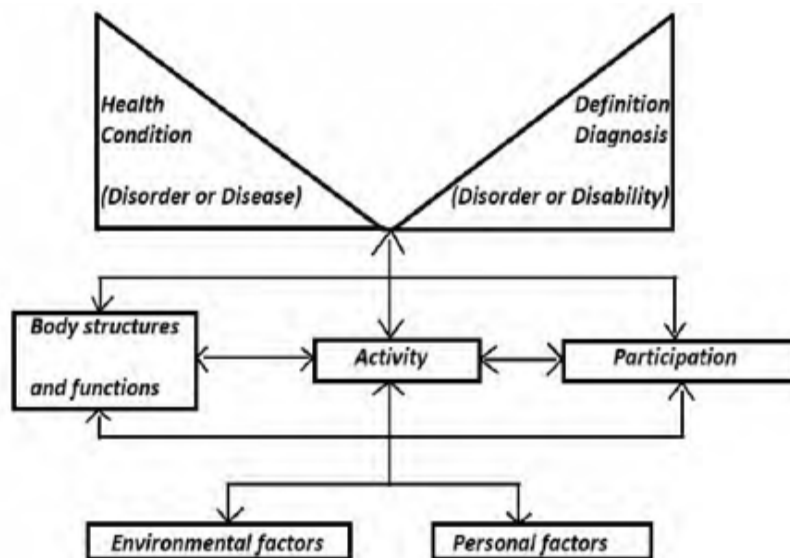 Health
Condition
(Disorder or Disease)
Definition
Diagnosis
(Disorder or Disability)
Body structures
and functions
Activity
Participation
Environmental factors
Personal factors